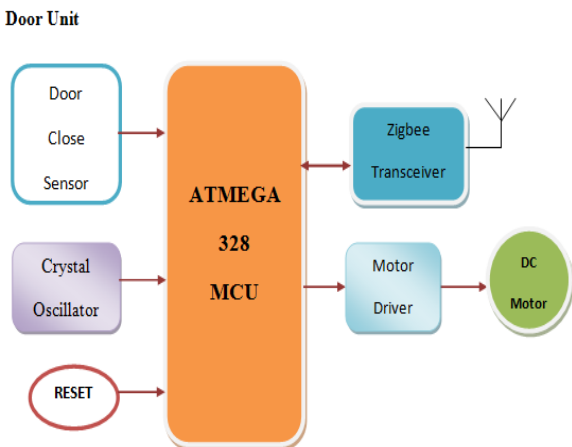 Door Unit
Door
Close
Sensor
Crystal
Oscillator
RESET
ATMEGA
328
MCU
Zigbee
Transceiver
Motor
Driver
DC
Motor